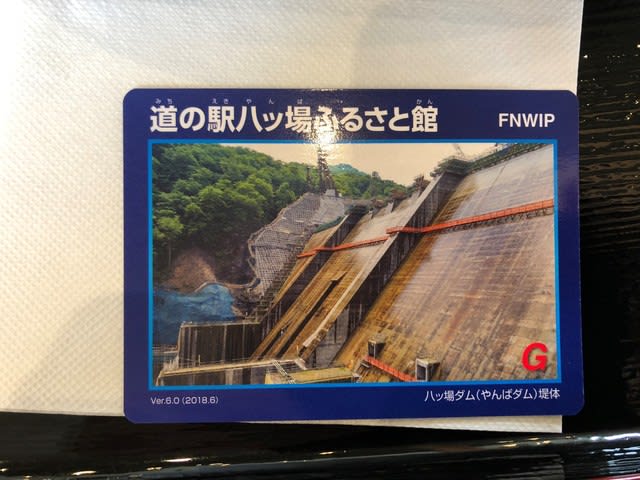 みち えきやんば かん
道の駅八ッ場ふるさと館
FNWIP
G
Ver.6.0 (2018.6)
八ッ場ダム(やんばダム)堤体